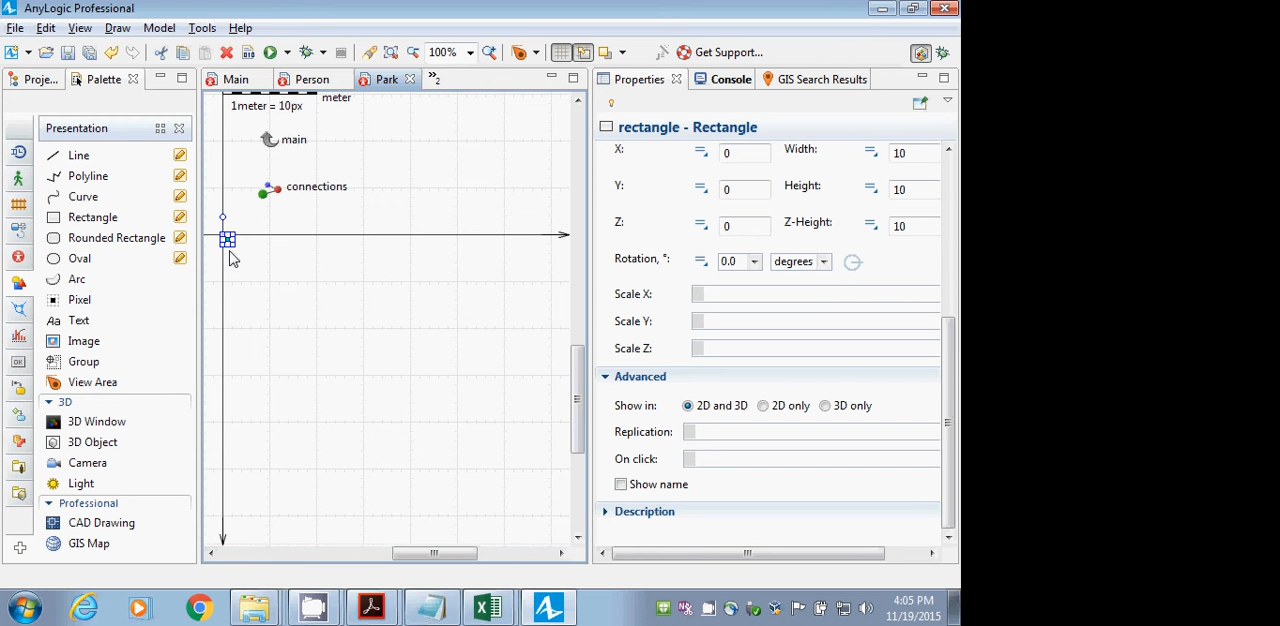 AnyLogic Professional
File Edit View Draw Model Tools Help
100% Get Support...
Proje... Palette Main Person Park »2 Properties Console GIS Search Results
Presentation
Line
Polyline
Curve
Rectangle
Rounded Rectangle
Oval
Arc
Pixel
Aa Text
Image
Group
View Area
3D
3D Window
3D Object
Camera
Light
Professional
CAD Drawing
GIS Map
meter
1meter = 10px
main
connections
rectangle - Rectangle
X: 0 Width: 10
Y: 0 Height: 10
Z: 0 Z-Height: 10
Rotation, °: 0.0 degrees
Scale X:
Scale Y:
Scale Z:
Advanced
Show in: 2D and 3D 2D only 3D only
Replication:
On click:
Show name
Description
4:05 PM
11/19/2015